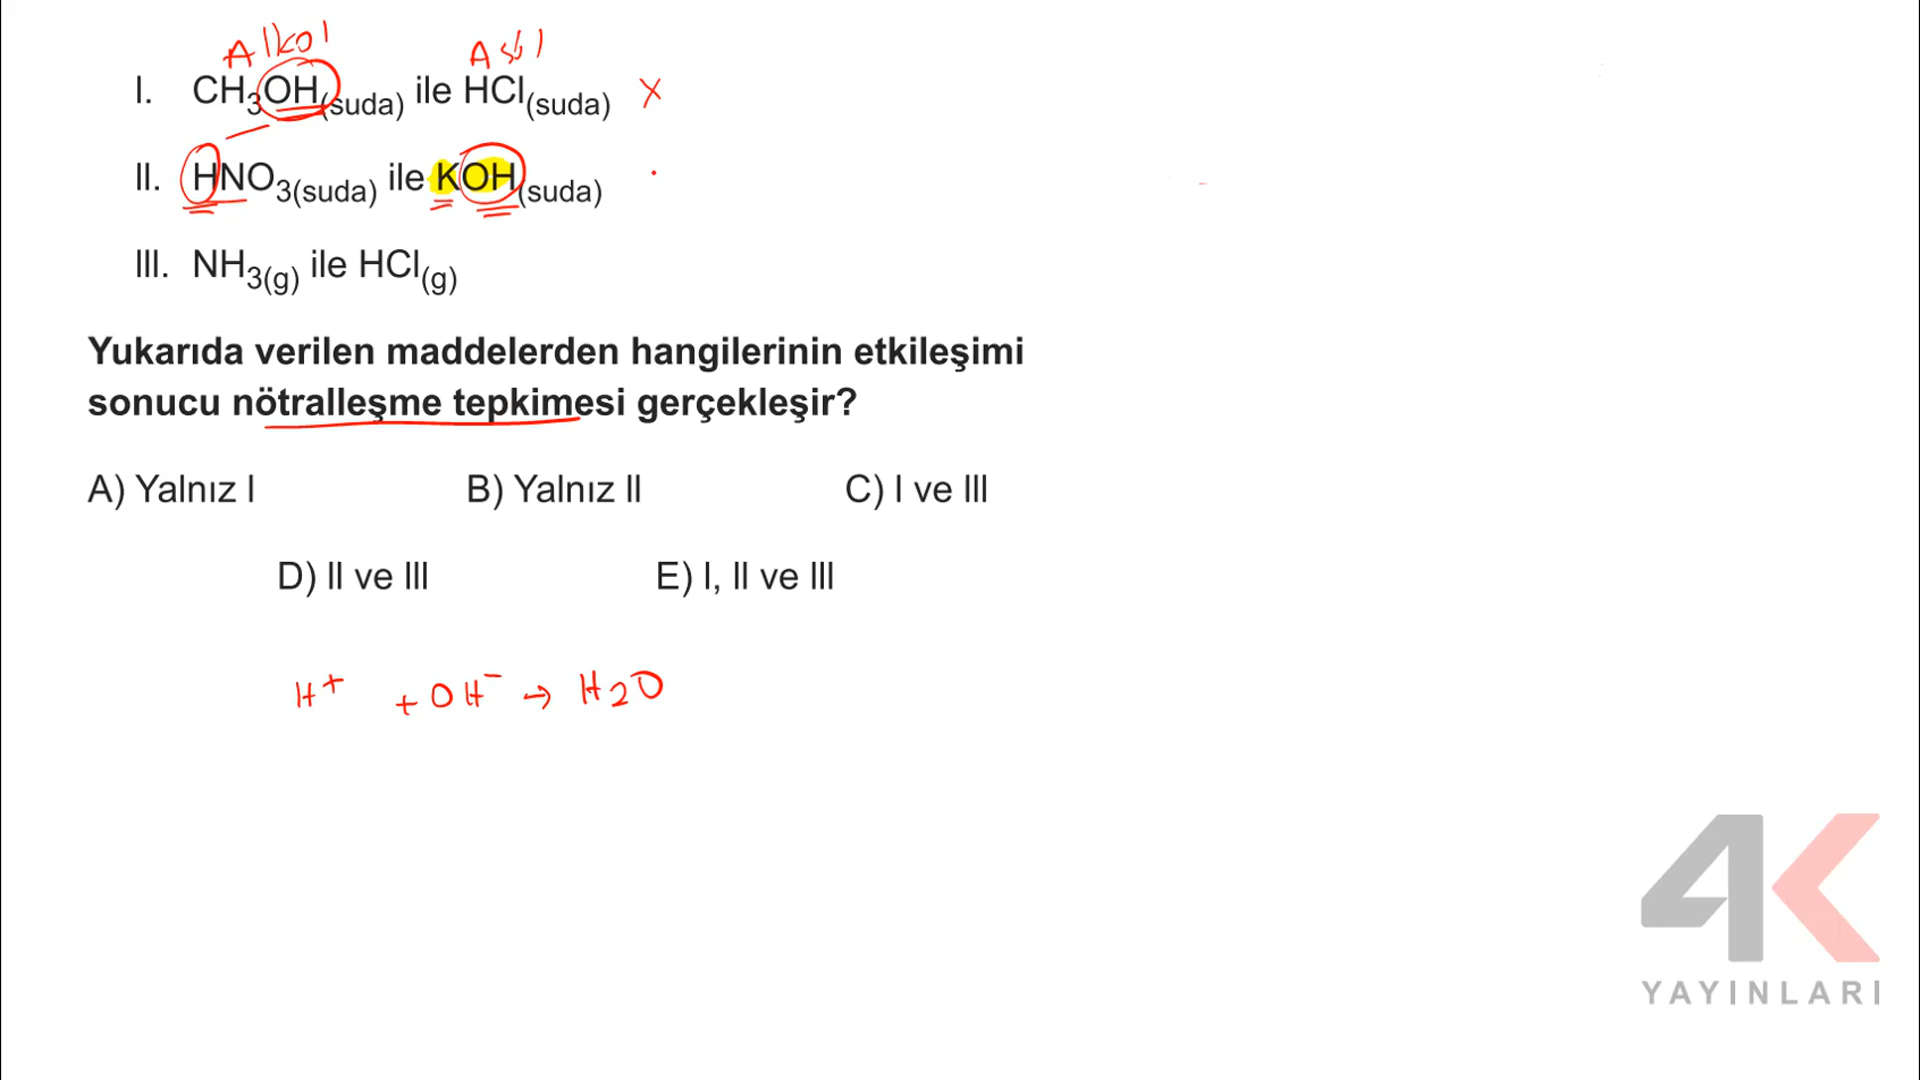 Alkol Asit
I. CH3OH(suda) ile HCl(suda) X
II. HNO3(suda) ile KOH(suda)
III. NH3(g) ile HCl(g)
Yukarıda verilen maddelerden hangilerinin etkileşimi
sonucu nötralleşme tepkimesi gerçekleşir?
A) Yalnız I B) Yalnız II C) I ve III
D) II ve III E) I, II ve III
H+ + OH- → H2O
4K
YAYINLARI